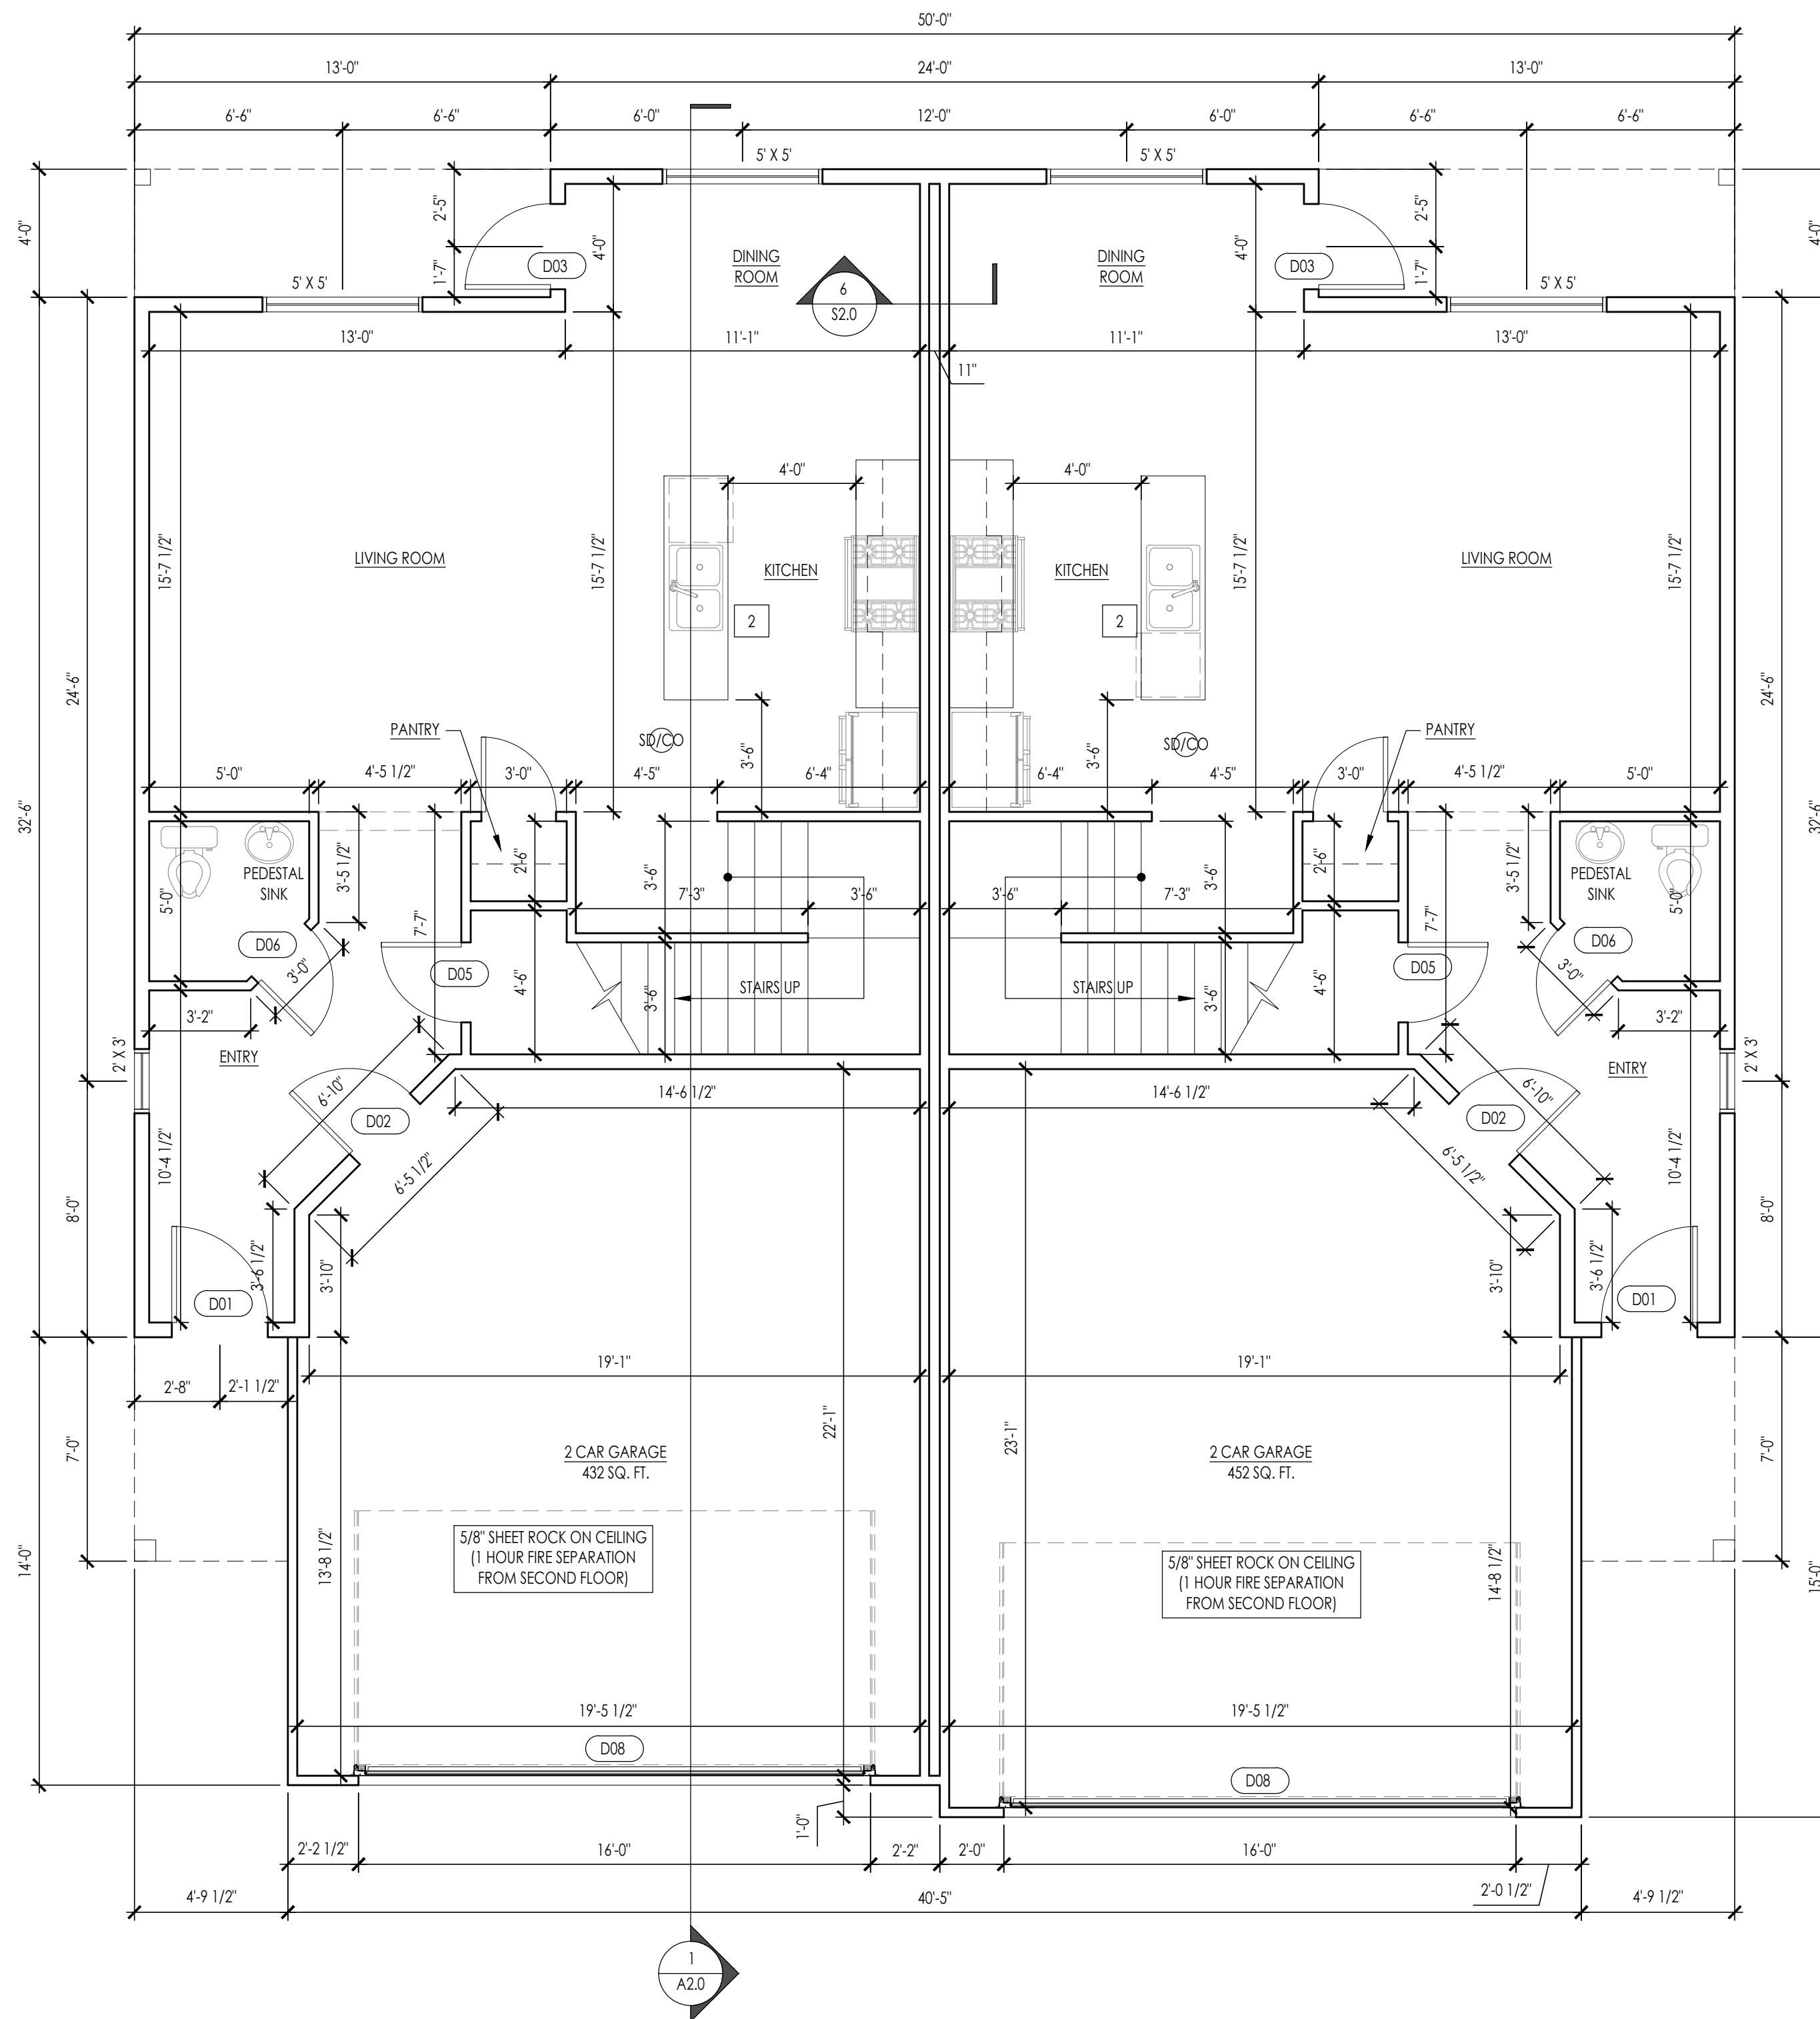 50'-0"
13'-0" 24'-0" 13'-0"
6'-6" 6'-6" 6'-0" 12'-0" 6'-0" 6'-6" 6'-6"
5' X 5' 5' X 5'
4'-0" 2'-5" 2'-5" 4'-0"
DINING DINING
ROOM ROOM
D03 4'-0" 4'-0" D03
1'-7" 1'-7"
5' X 5' 6 5' X 5'
S2.0
13'-0" 11'-1" 11'-1" 13'-0"
11"
4'-0" 4'-0"
15'-7 1/2" LIVING ROOM 15'-7 1/2" KITCHEN KITCHEN 15'-7 1/2" LIVING ROOM 15'-7 1/2"
2 2
24'-6" 24'-6"
PANTRY SD/CO 3'-6" 3'-6" SD/CO PANTRY
5'-0" 4'-5 1/2" 3'-0" 4'-5" 6'-4" 6'-4" 4'-5" 3'-0" 4'-5 1/2" 5'-0"
32'-6" 32'-6"
PEDESTAL PEDESTAL
SINK SINK
5'-0" 3'-5 1/2" 2'-6" 3'-6" 3'-6" 2'-6" 3'-5 1/2" 5'-0"
7'-7" 7'-3" 3'-6" 3'-6" 7'-3" 7'-7"
D06 3'-0" D05 4'-6" 3'-6" STAIRS UP STAIRS UP 3'-6" 4'-6" D05 3'-0" D06
3'-2" 3'-2"
2' X 3' ENTRY ENTRY 2' X 3'
6'-10" 14'-6 1/2" 14'-6 1/2" 6'-10"
D02 D02
10'-4 1/2" 6'-5 1/2" 6'-5 1/2" 10'-4 1/2"
8'-0" 8'-0"
3'-6 1/2" 3'-10" 3'-10" 3'-6 1/2"
D01 D01
19'-1" 19'-1"
2'-8" 2'-1 1/2"
22'-1" 23'-1"
7'-0" 7'-0"
2 CAR GARAGE 2 CAR GARAGE
432 SQ. FT. 452 SQ. FT.
14'-0" 13'-8 1/2" 14'-8 1/2" 15'-0"
5/8" SHEET ROCK ON CEILING
(1 HOUR FIRE SEPARATION
FROM SECOND FLOOR)
5/8" SHEET ROCK ON CEILING
(1 HOUR FIRE SEPARATION
FROM SECOND FLOOR)
19'-5 1/2" 19'-5 1/2"
D08 D08
1'-0"
2'-2 1/2" 16'-0" 2'-2" 2'-0" 16'-0" 2'-0 1/2"
4'-9 1/2" 40'-5" 4'-9 1/2"
1
A2.0